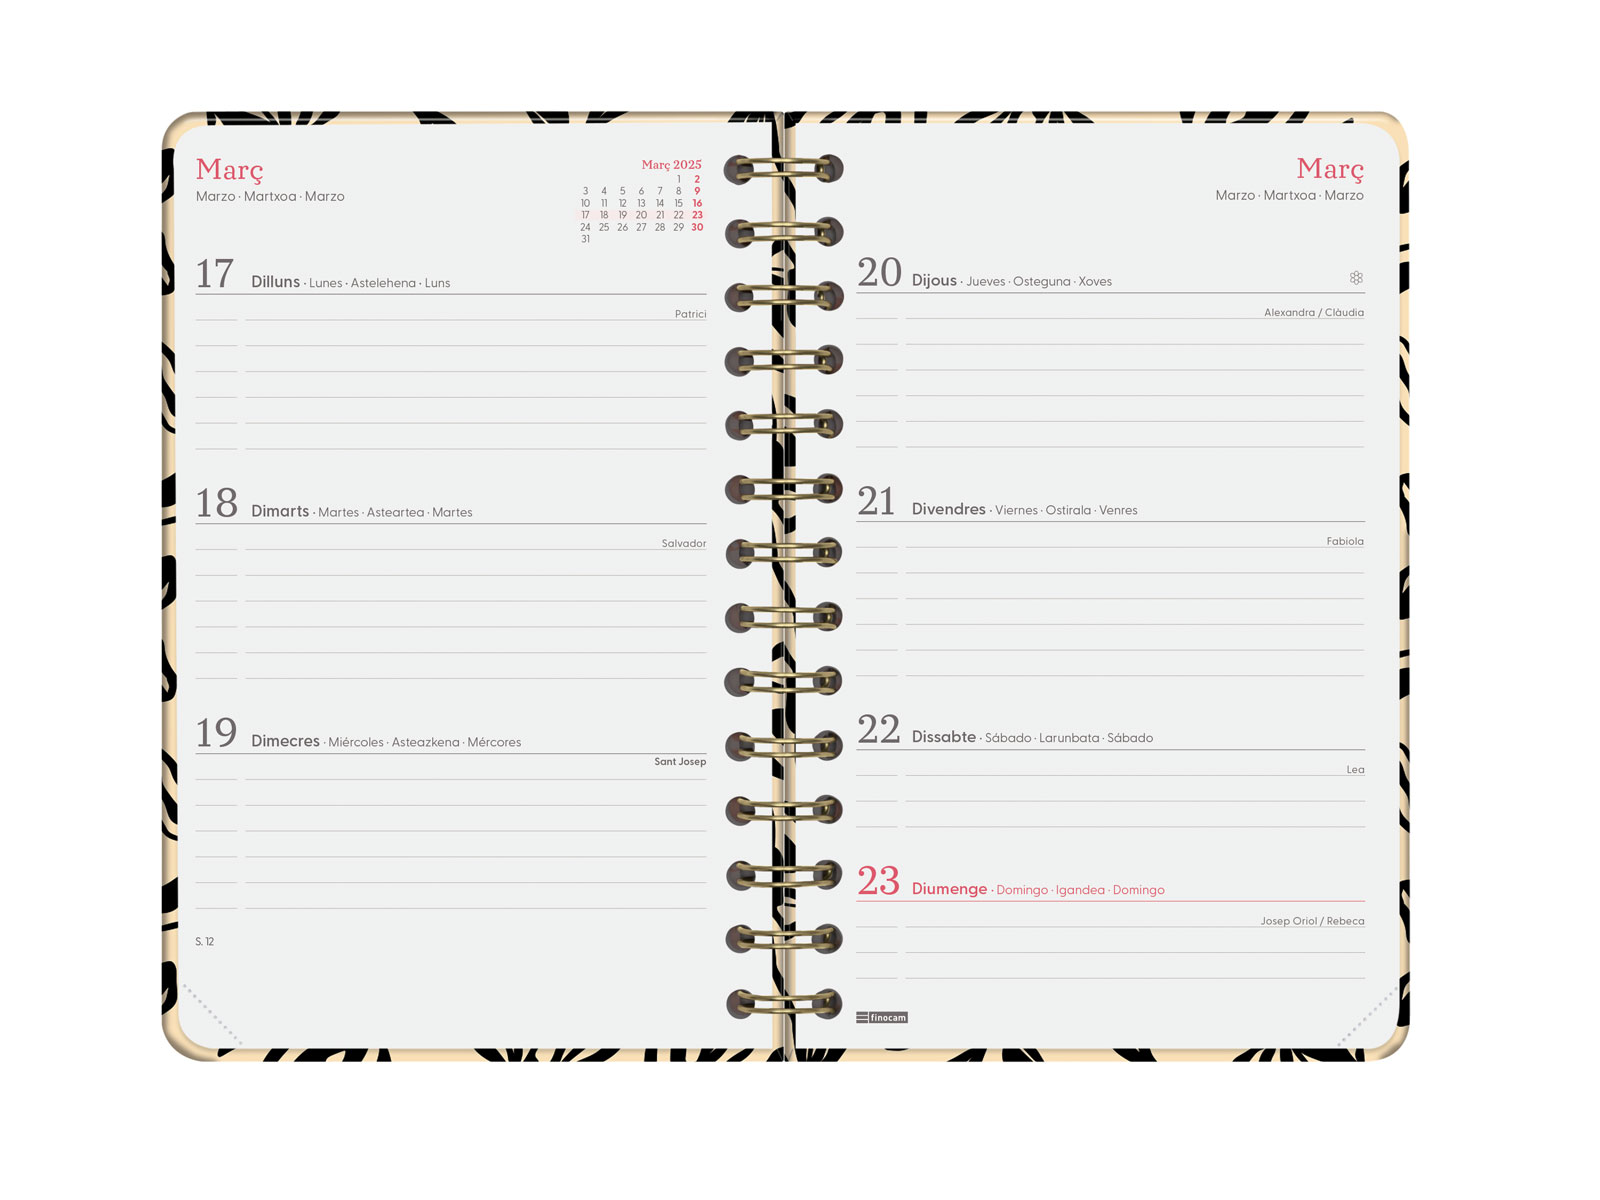 Març
Marzo · Martxoa · Marzo
Març 2025
1 2
3 4 5 6 7 8 9
10 11 12 13 14 15 16
17 18 19 20 21 22 23
24 25 26 27 28 29 30
31
17 Dilluns · Lunes · Astelehena · Luns
Patrici
18 Dimarts · Martes · Asteartea · Martes
Salvador
19 Dimecres · Miércoles · Asteazkena · Mércores
Sant Josep
S. 12
Març
Marzo · Martxoa · Marzo
20 Dijous · Jueves · Osteguna · Xoves
Alexandra / Clàudia
21 Divendres · Viernes · Ostirala · Venres
Fabiola
22 Dissabte · Sábado · Larunbata · Sábado
Lea
23 Diumenge · Domingo · Igandea · Domingo
Josep Oriol / Rebeca
finocam